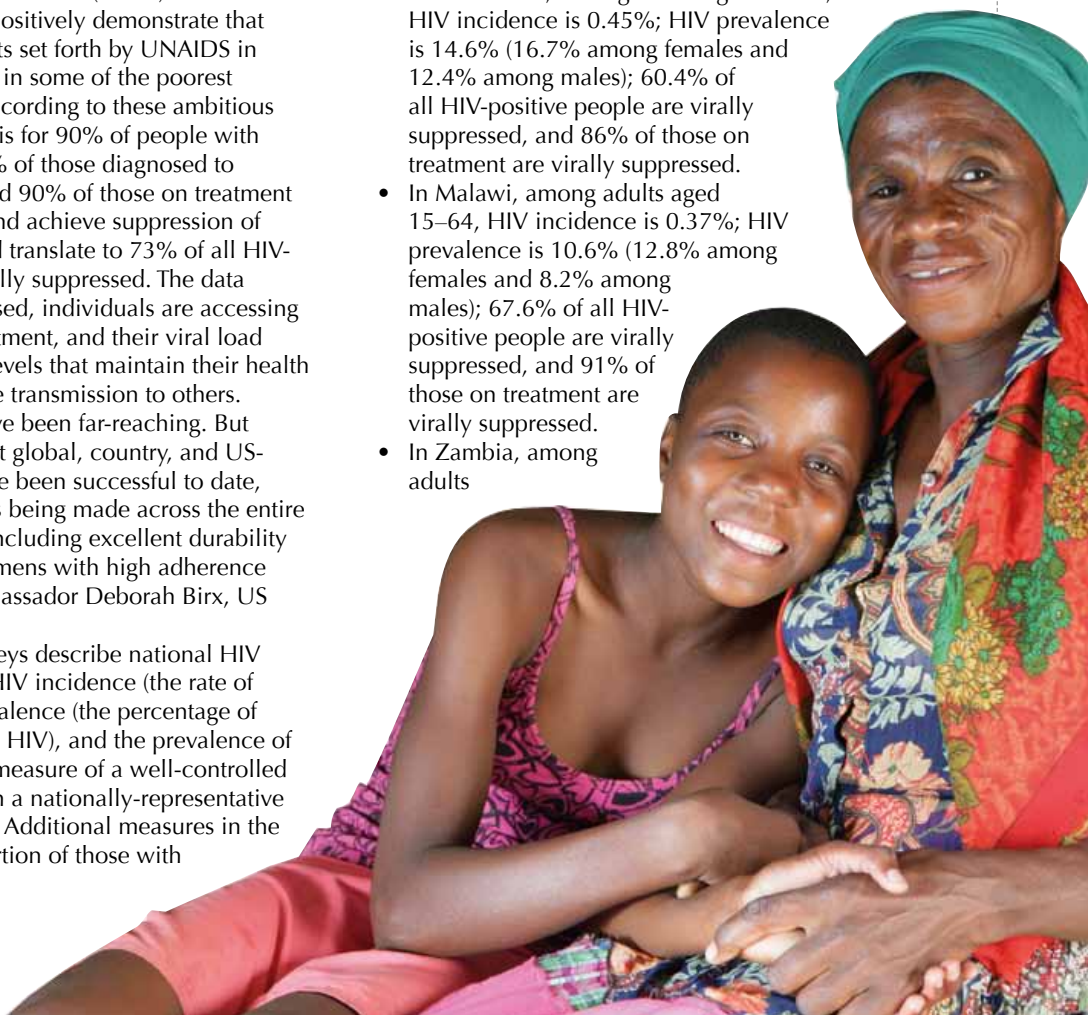 ositively demonstrate that
ts set forth by UNAIDS in
in some of the poorest
ccording to these ambitious
is for 90% of people with
% of those diagnosed to
d 90% of those on treatment
nd achieve suppression of
d translate to 73% of all HIV-
lly suppressed. The data
sed, individuals are accessing
tment, and their viral load
evels that maintain their health
e transmission to others.
ve been far-reaching. But
t global, country, and US-
e been successful to date,
s being made across the entire
ncluding excellent durability
mens with high adherence
bassador Deborah Birx, US
eys describe national HIV
HIV incidence (the rate of
alence (the percentage of
HIV), and the prevalence of
measure of a well-controlled
n a nationally-representative
Additional measures in the
rtion of those with
HIV incidence is 0.45%; HIV prevalence
is 14.6% (16.7% among females and
12.4% among males); 60.4% of
all HIV-positive people are virally
suppressed, and 86% of those on
treatment are virally suppressed.
• In Malawi, among adults aged
15–64, HIV incidence is 0.37%; HIV
prevalence is 10.6% (12.8% among
females and 8.2% among
males); 67.6% of all HIV-
positive people are virally
suppressed, and 91% of
those on treatment are
virally suppressed.
• In Zambia, among
adults